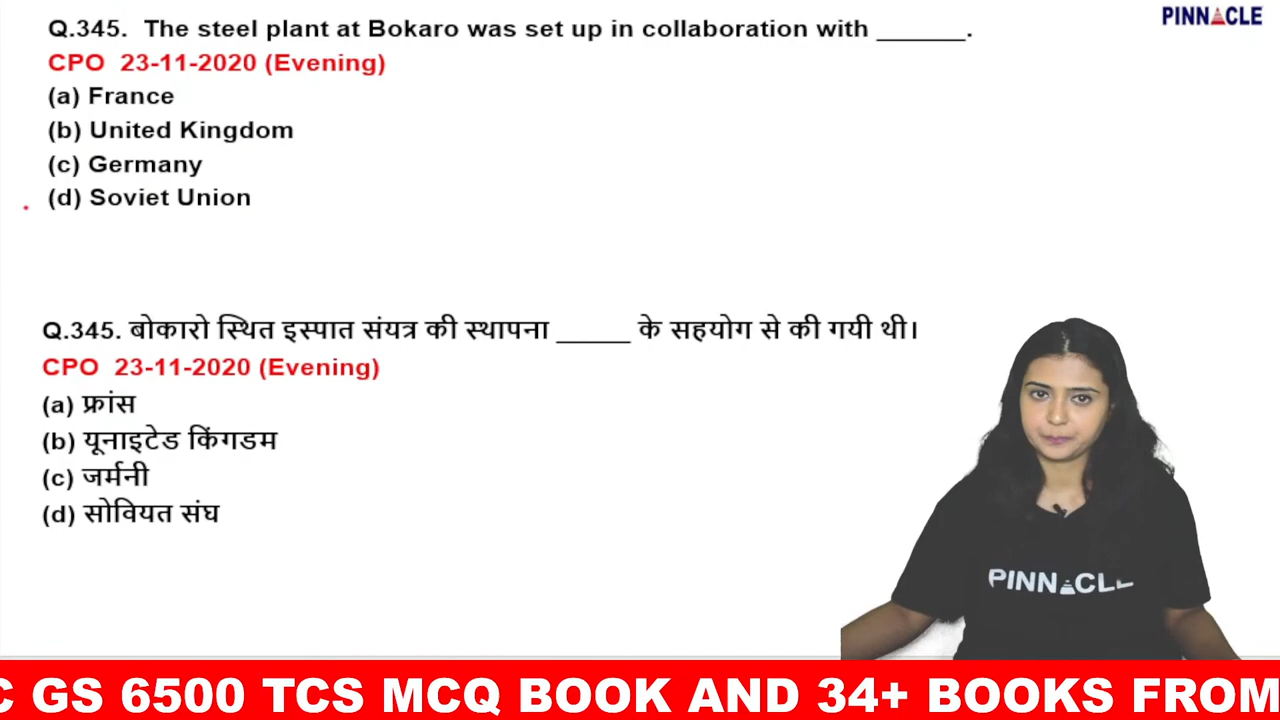 PINNACLE
Q.345. The steel plant at Bokaro was set up in collaboration with ______.
CPO 23-11-2020 (Evening)
(a) France
(b) United Kingdom
(c) Germany
(d) Soviet Union
Q.345. बोकारो स्थित इस्पात संयत्र की स्थापना _____ के सहयोग से की गयी थी।
CPO 23-11-2020 (Evening)
(a) फ्रांस
(b) यूनाइटेड किंगडम
(c) जर्मनी
(d) सोवियत संघ
PINNACLE
C GS 6500 TCS MCQ BOOK AND 34+ BOOKS FROM